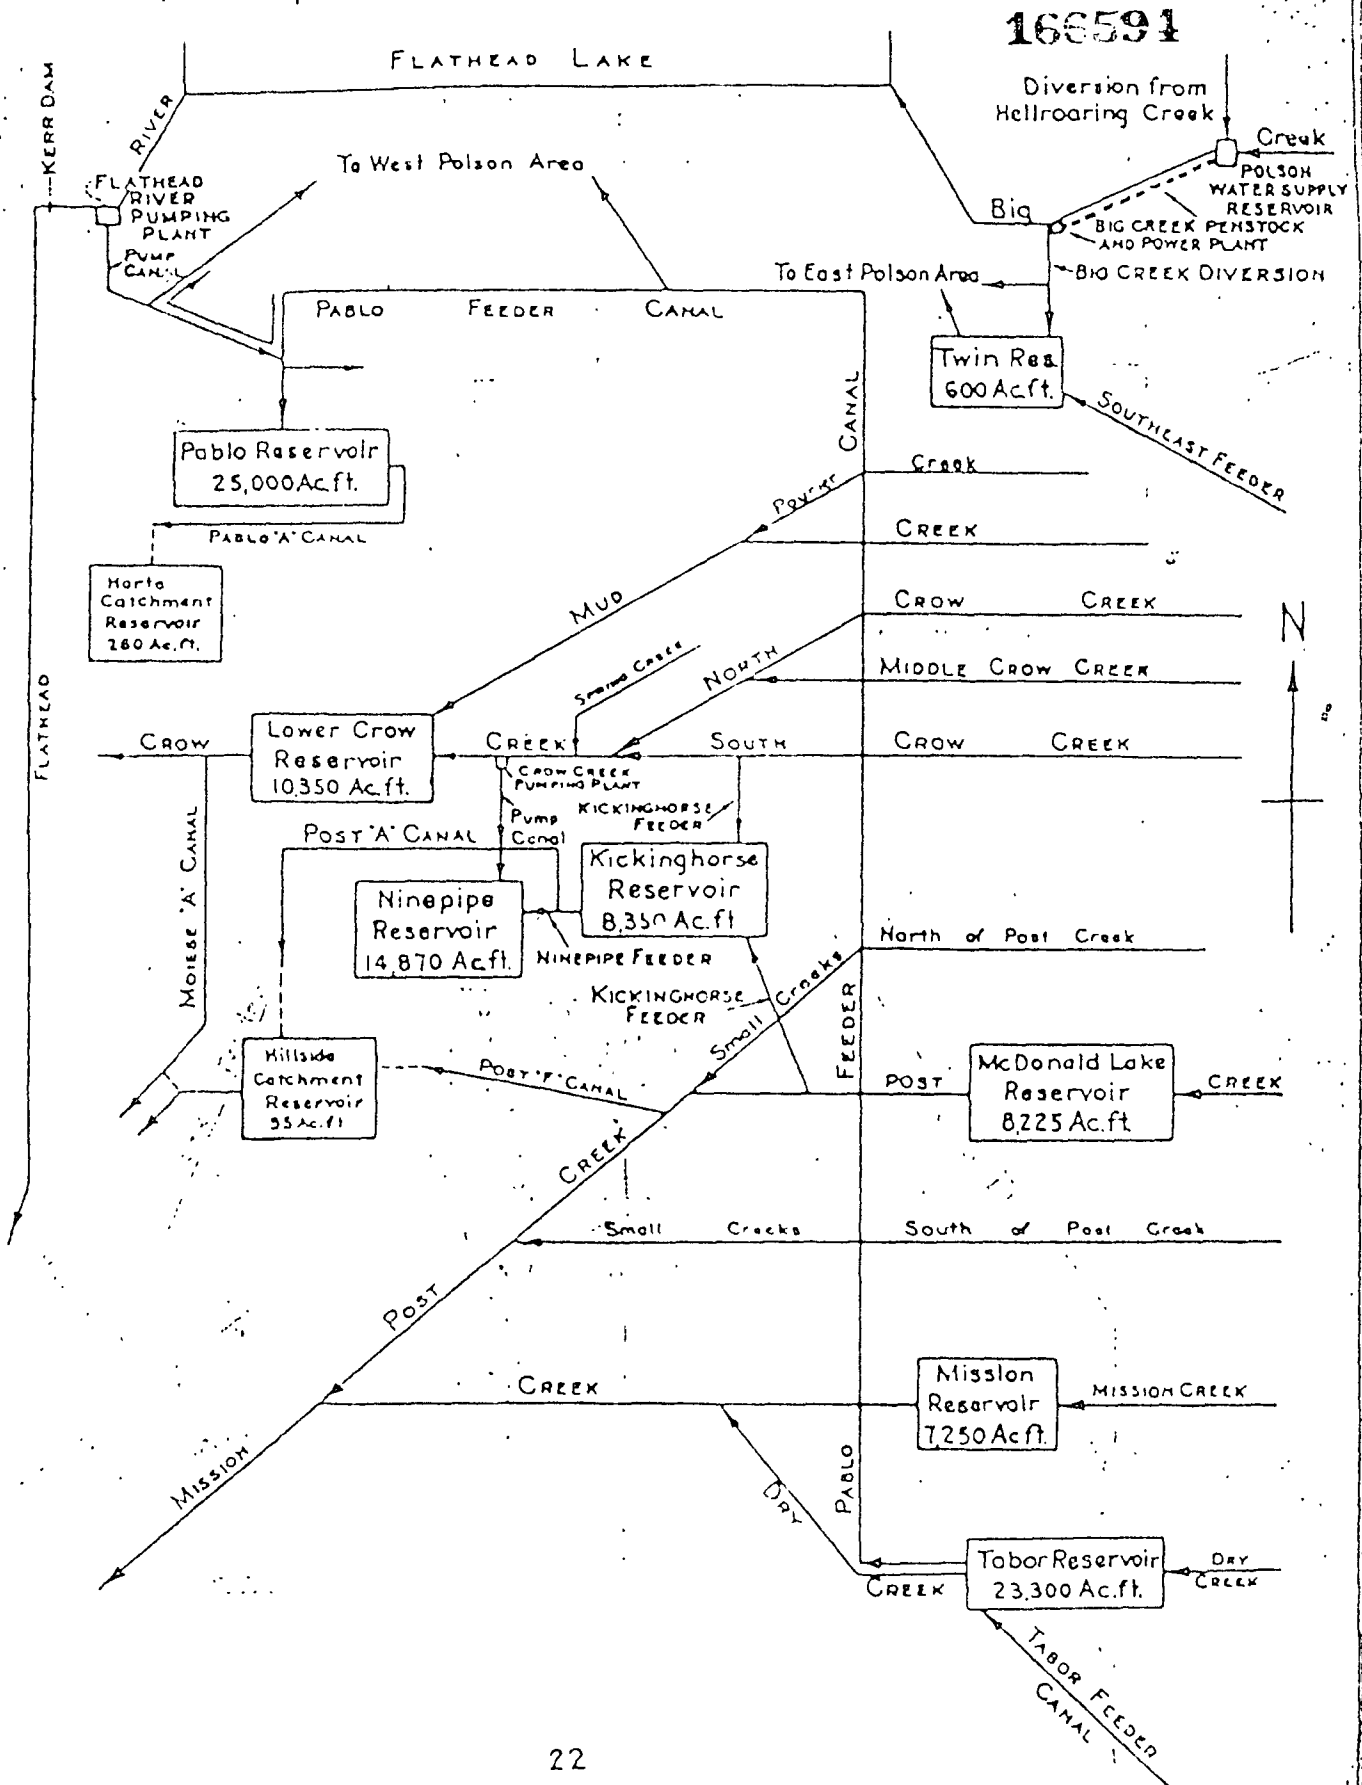 166591
FLATHEAD LAKE
KERR DAM
RIVER
Diversion from
Hellroaring Creek
Creek
To West Polson Area
FLATHEAD
RIVER
PUMPING
PLANT
POLSON
WATER SUPPLY
RESERVOIR
Big
BIG CREEK PENSTOCK
AND POWER PLANT
PUMP
CANAL
To East Polson Area
BIG CREEK DIVERSION
PABLO FEEDER CANAL
Twin Res.
600 Ac.ft.
CANAL
SOUTHEAST FEEDER
Pablo Reservoir
25,000 Ac.ft.
Creek
PABLO "A" CANAL
CREEK
Horte
Catchment
Reservoir
260 Ac.ft.
MUD
CROW CREEK
N
SPRING CREEK
NORTH
MIDDLE CROW CREEK
FLATHEAD
CROW
Lower Crow
Reservoir
10,350 Ac.ft.
CREEK
SOUTH
CROW CREEK
CROW CREEK
PUMPING PLANT
KICKINGHORSE
FEEDER
Pump
Canal
POST "A" CANAL
MOIESE "A" CANAL
Kickinghorse
Reservoir
8,350 Ac.ft
Ninepipe
Reservoir
14,870 Ac.ft.
NINEPIPE FEEDER
North of Post Creek
KICKINGHORSE
FEEDER
Small Creeks
FEEDER
Hillside
Catchment
Reservoir
95 Ac.ft
POST "F" CANAL
POST
McDonald Lake
Reservoir
8,225 Ac.ft.
CREEK
CREEK
Small Creeks South of Post Creek
POST
CREEK
Mission
Reservoir
7,250 Ac.ft.
MISSION CREEK
MISSION
DRY
PABLO
CREEK
Tabor Reservoir
23,300 Ac.ft.
DRY
CREEK
TABOR FEEDER
CANAL
22